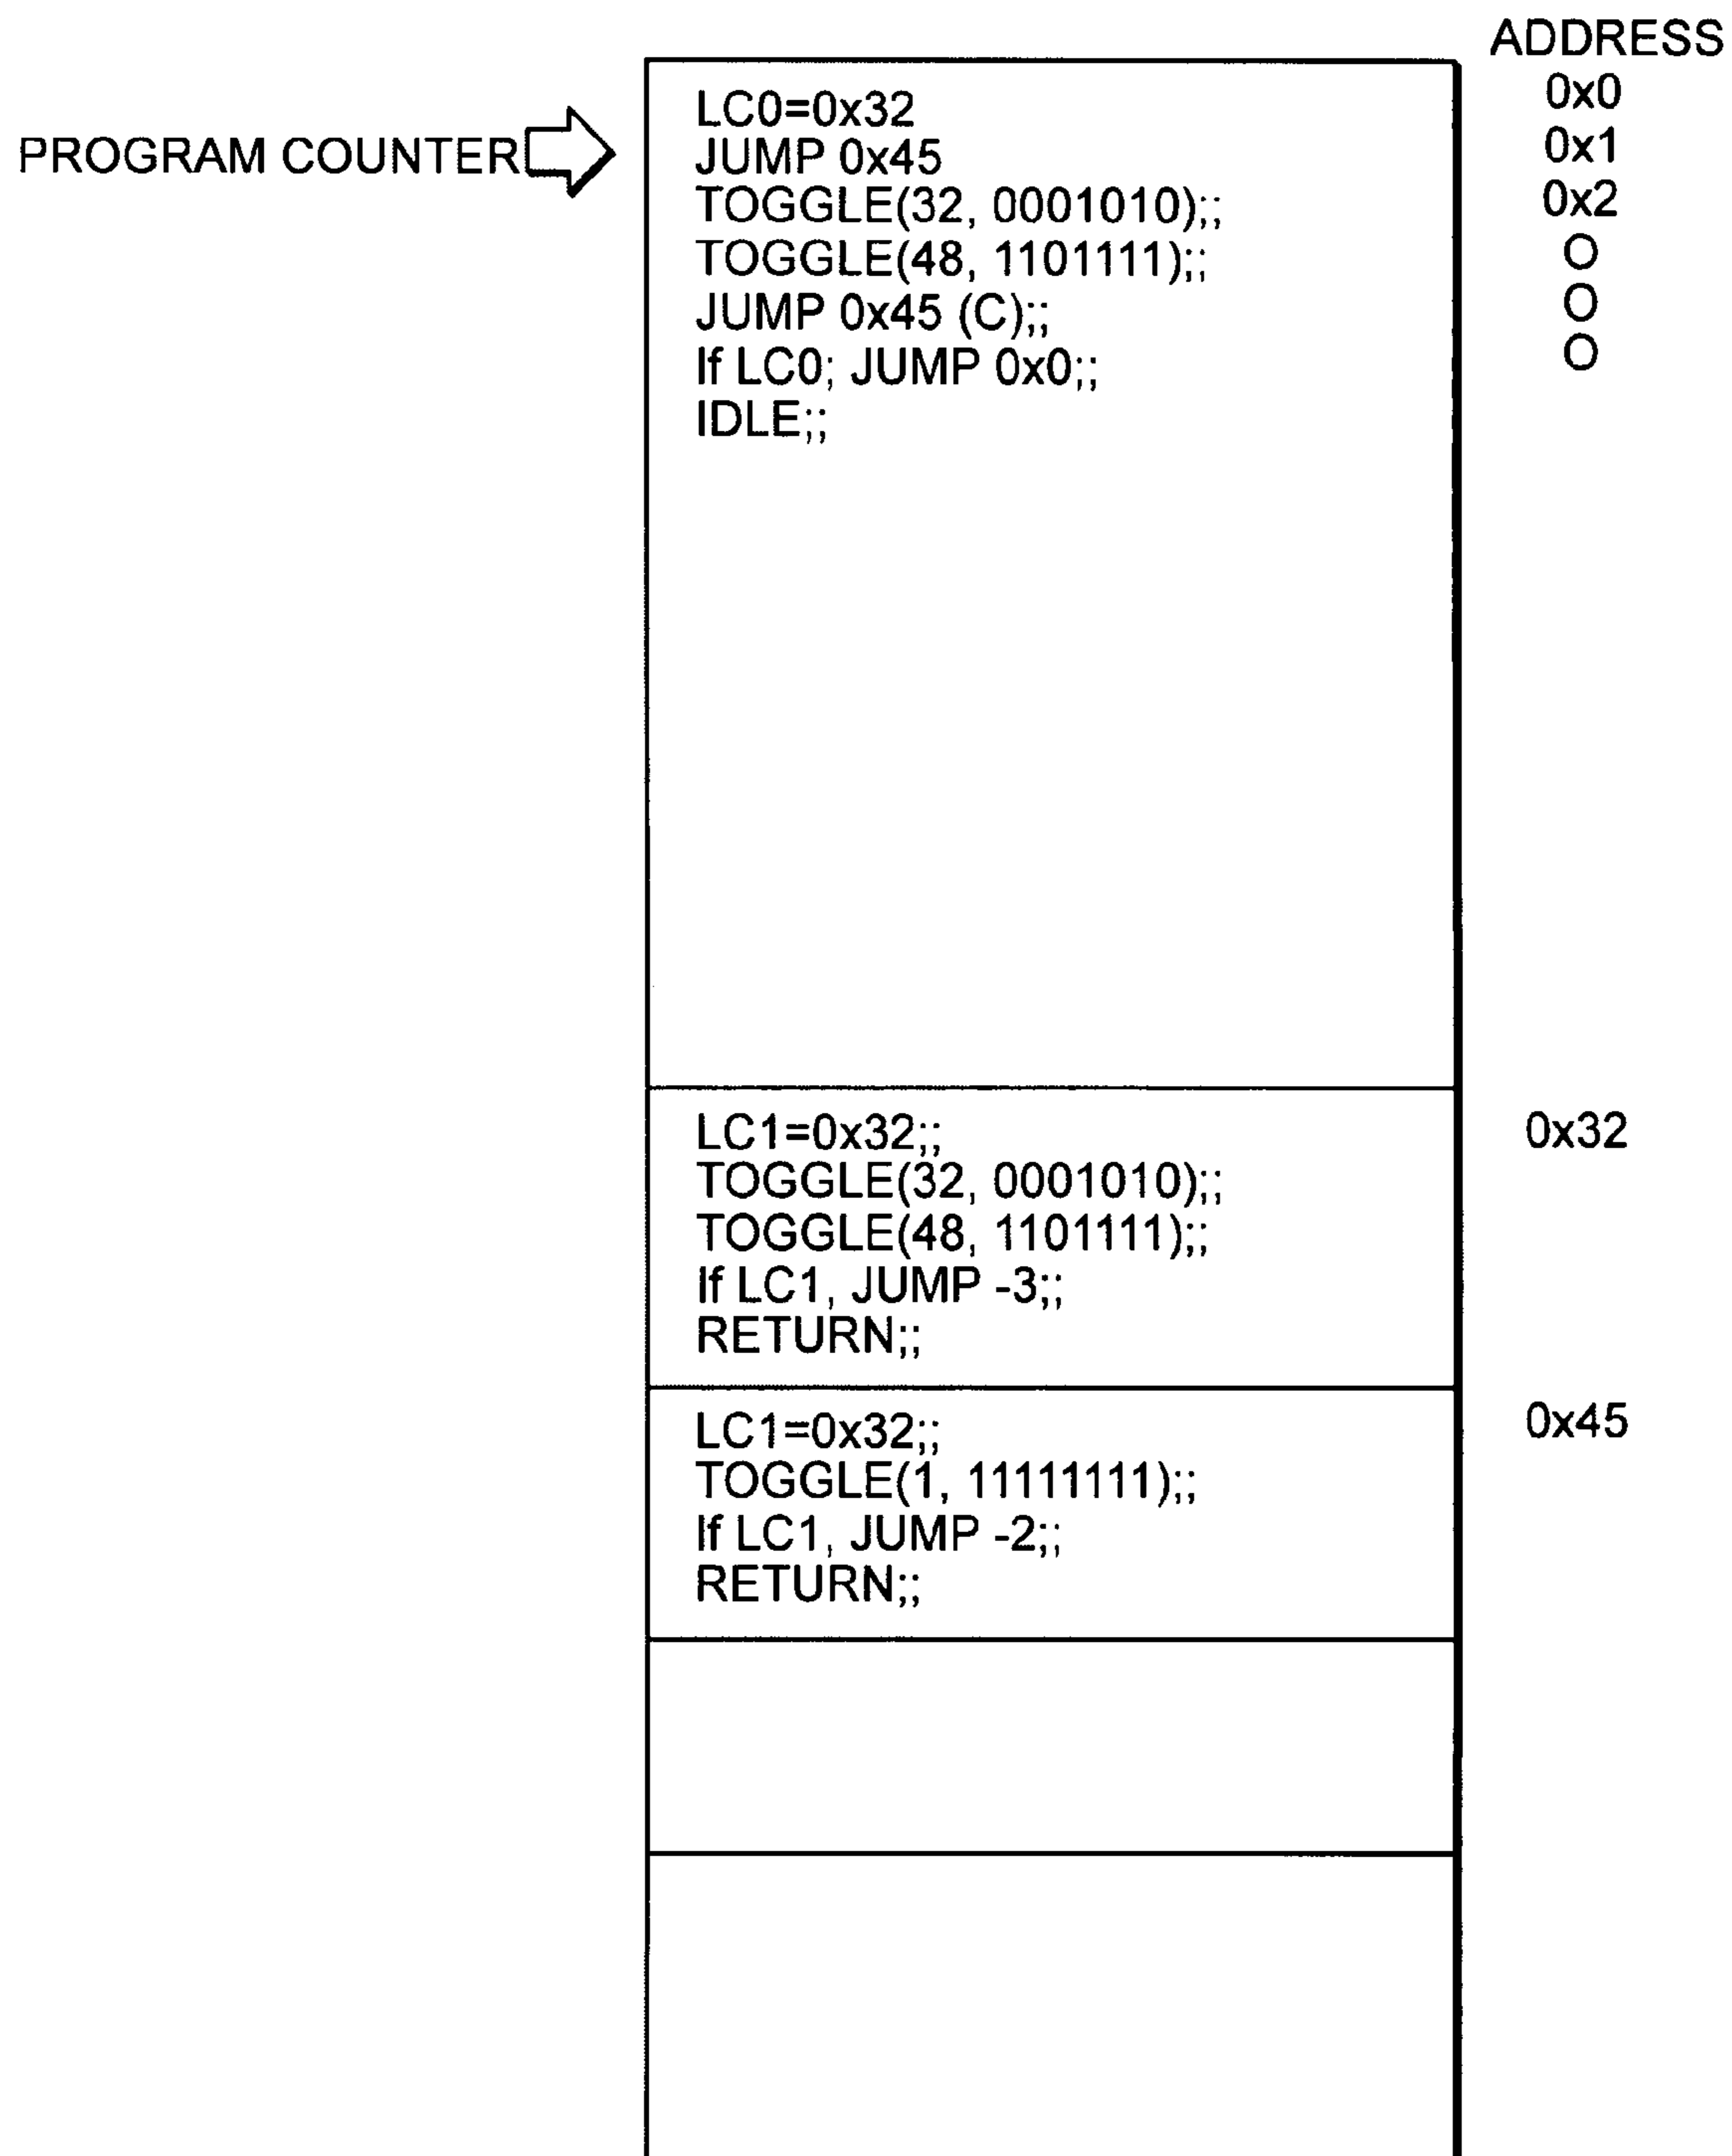 ADDRESS
LC0=0x32 0x0
PROGRAM COUNTER JUMP 0x45 0x1
TOGGLE(32, 0001010);; 0x2
TOGGLE(48, 1101111);; O
JUMP 0x45 (C);; O
If LC0; JUMP 0x0;; O
IDLE;;
LC1=0x32;; 0x32
TOGGLE(32, 0001010);;
TOGGLE(48, 1101111);;
If LC1, JUMP -3;;
RETURN;;
LC1=0x32;; 0x45
TOGGLE(1, 11111111);;
If LC1, JUMP -2;;
RETURN;;